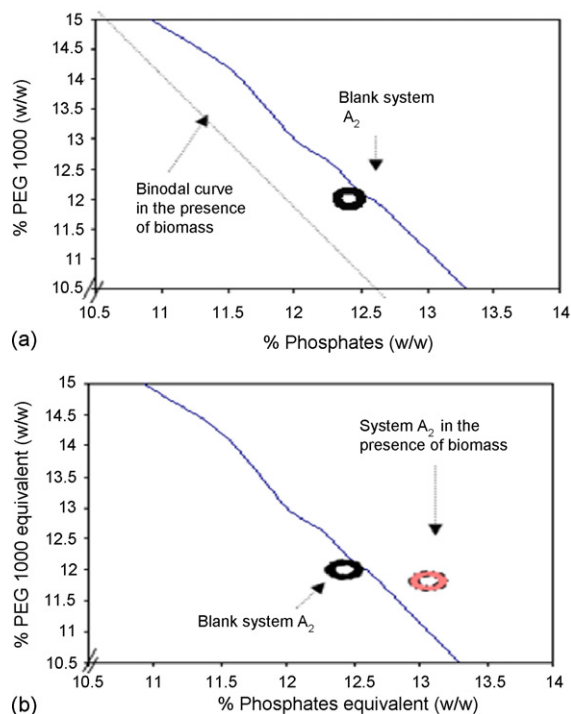 15
14.5
14
13.5
13
12.5
12
11.5
11
10.5
% PEG 1000 (w/w)
Blank system
A₂
Binodal curve
in the presence
of biomass
10.5 11 11.5 12 12.5 13 13.5 14
% Phosphates (w/w)
(a)
15
14.5
14
13.5
13
12.5
12
11.5
11
10.5
% PEG 1000 equivalent (w/w)
System A₂ in the
presence of biomass
Blank system A₂
10.5 11 11.5 12 12.5 13 13.5 14
% Phosphates equivalent (w/w)
(b)